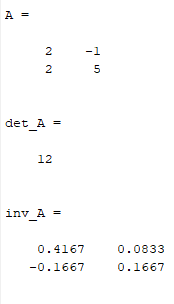 A =
2 -1
2 5
det_A =
12
inv_A =
0.4167 0.0833
-0.1667 0.1667